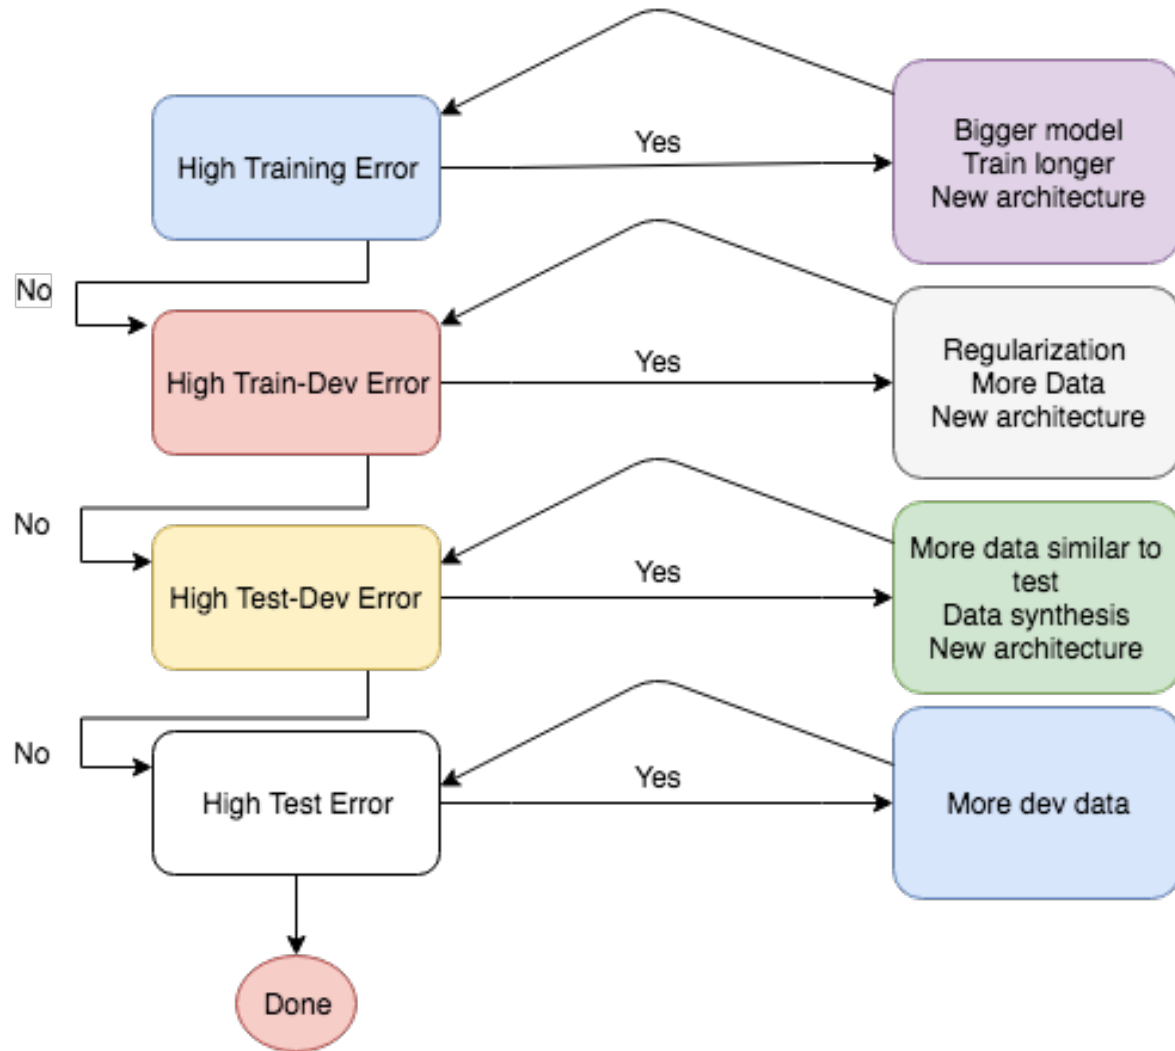 High Training Error
Yes
Bigger model
Train longer
New architecture
No
High Train-Dev Error
Yes
Regularization
More Data
New architecture
No
High Test-Dev Error
Yes
More data similar to
test
Data synthesis
New architecture
No
High Test Error
Yes
More dev data
Done